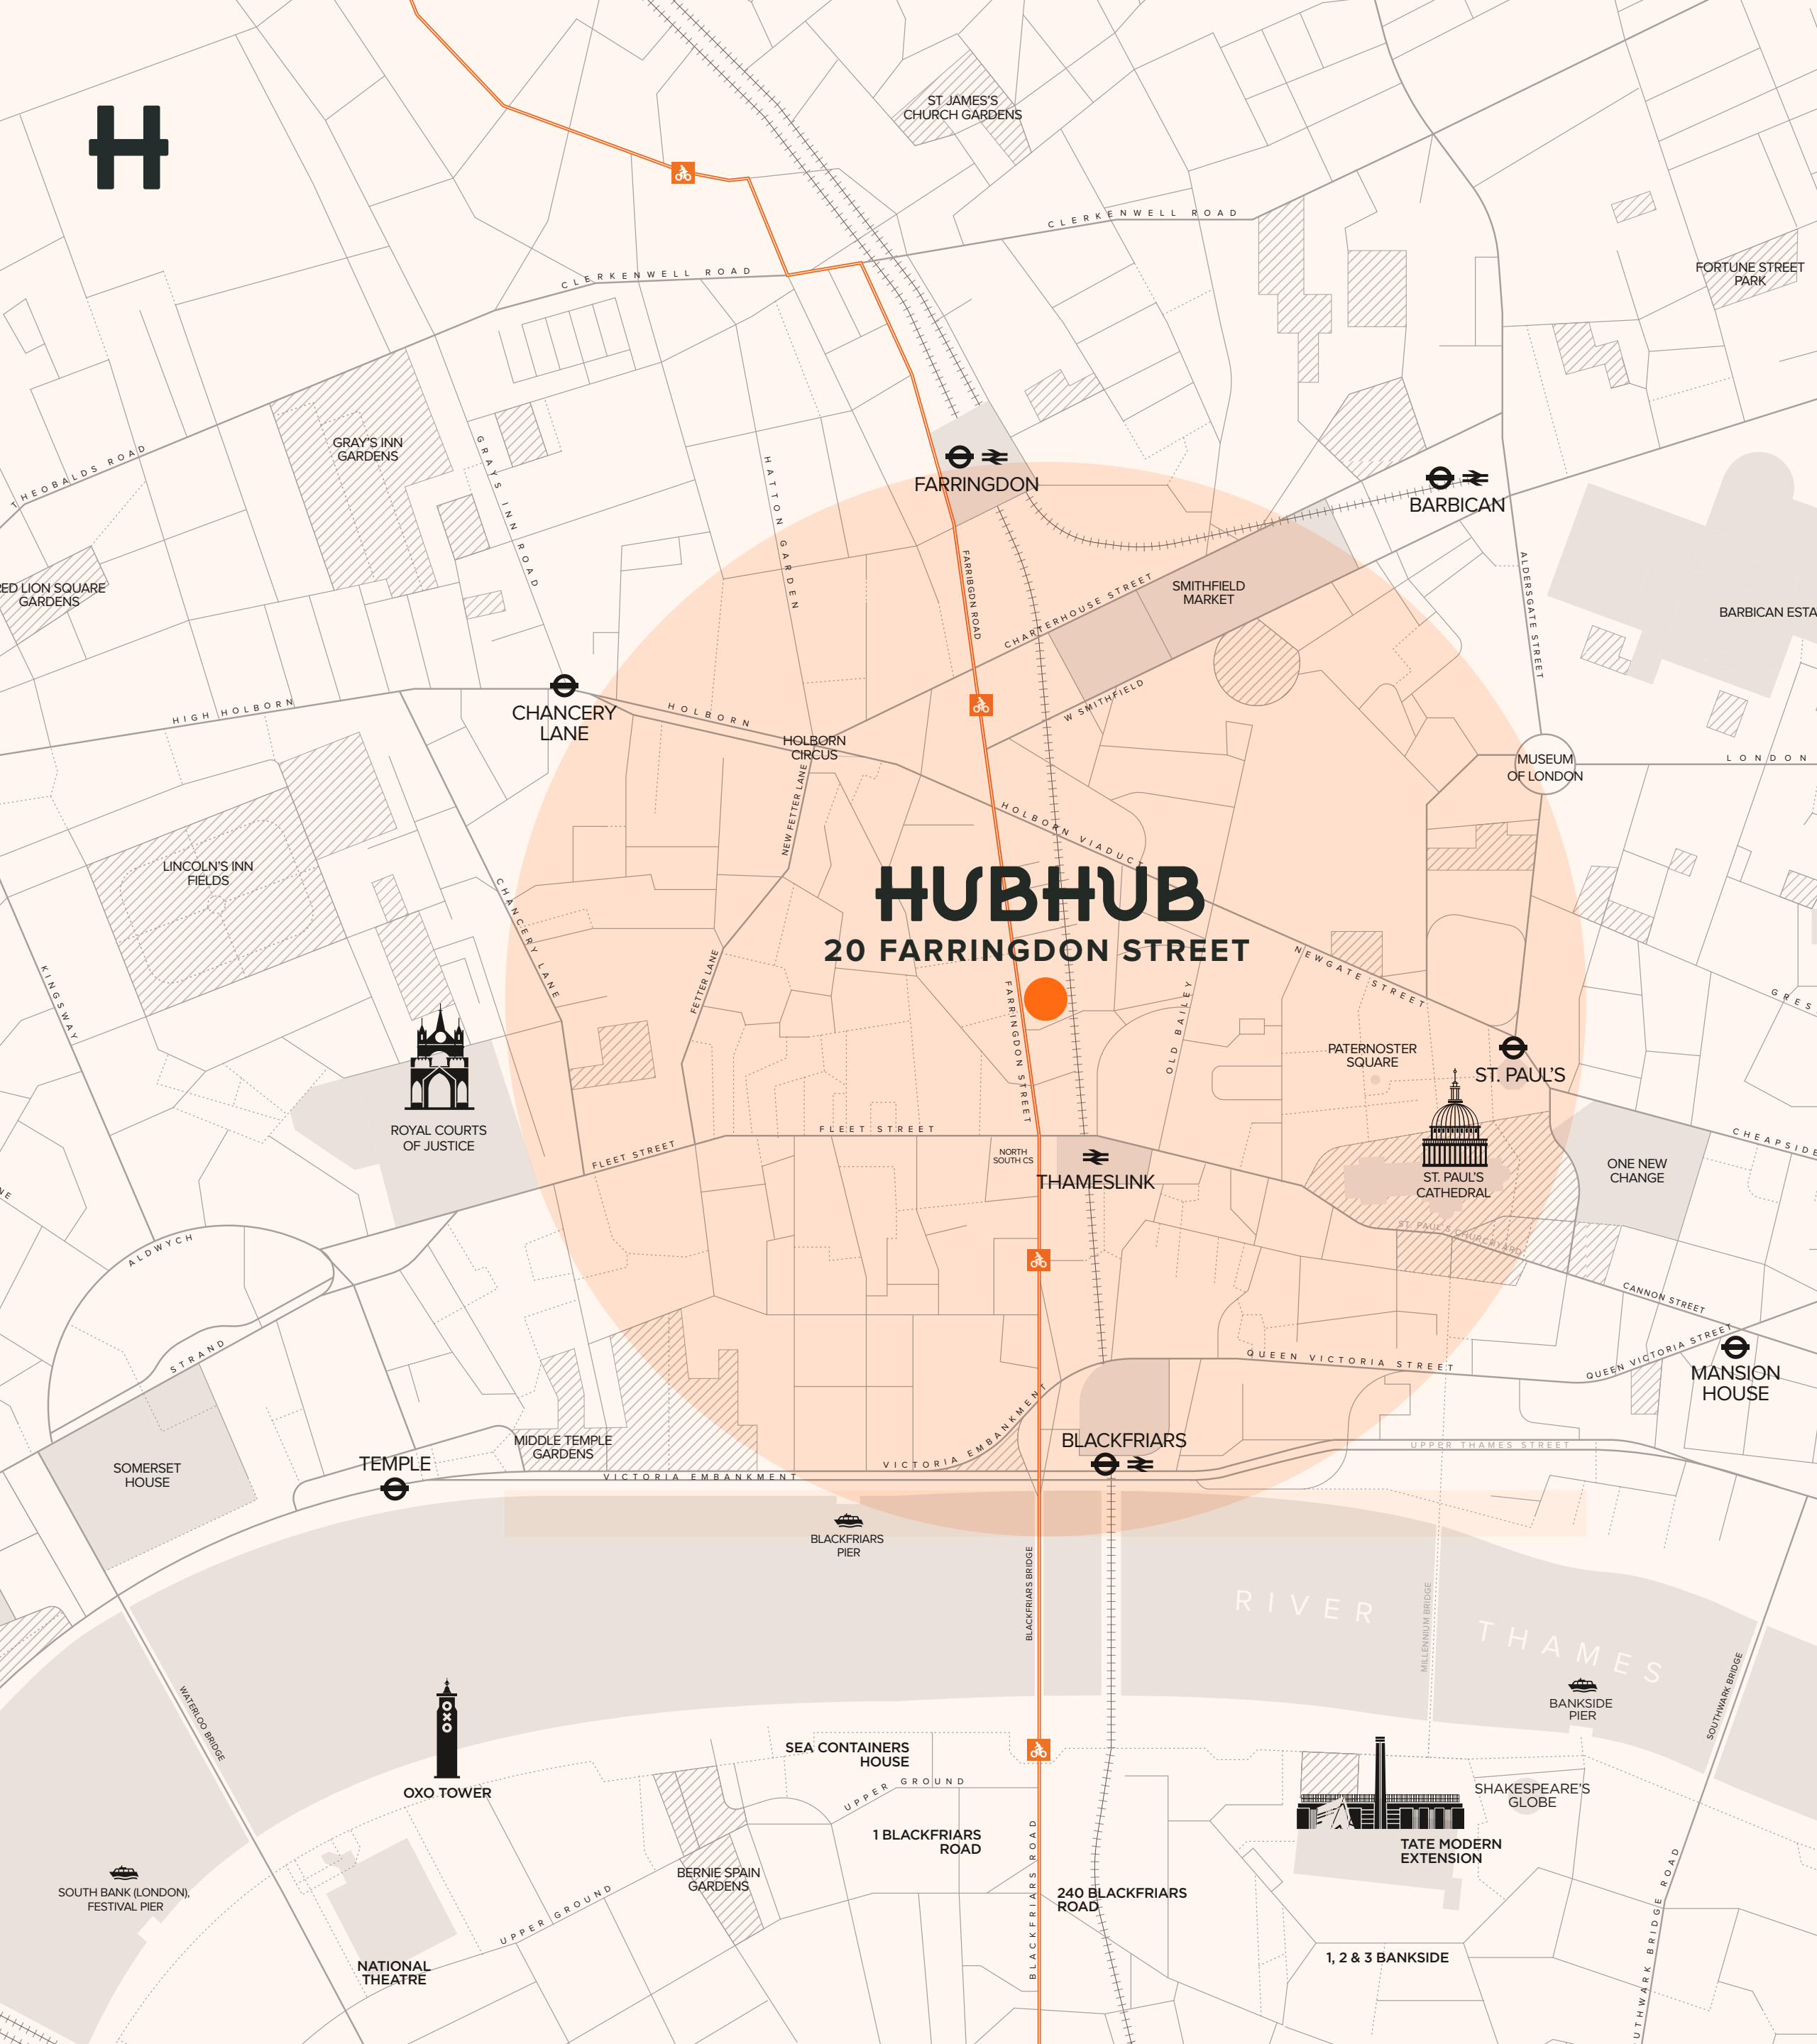 H
ST JAMES'S
CHURCH GARDENS
CLERKENWELL ROAD
CLERKENWELL ROAD
FORTUNE STREET
PARK
THEOBALDS ROAD
GRAY'S INN
GARDENS
GRAYS INN ROAD
HATTON GARDEN
FARRINGDON
BARBICAN
RED LION SQUARE
GARDENS
FARRIBGDN ROAD
CHARTERHOUSE STREET
SMITHFIELD
MARKET
ALDERSGATE STREET
BARBICAN ESTA
HIGH HOLBORN
CHANCERY
LANE
HOLBORN
HOLBORN
CIRCUS
W SMITHFIELD
MUSEUM
OF LONDON
LONDON
NEW FETTER LANE
HOLBORN VIADUCT
LINCOLN'S INN
FIELDS
CHANCERY LANE
HUBHUB
20 FARRINGDON STREET
KINGSWAY
FETTER LANE
FARRINGDON STREET
OLD BAILEY
NEWGATE STREET
GRES
PATERNOSTER
SQUARE
ST. PAUL'S
ROYAL COURTS
OF JUSTICE
FLEET STREET
FLEET STREET
NORTH
SOUTH CS
THAMESLINK
ST. PAUL'S
CATHEDRAL
ONE NEW
CHANGE
CHEAPSIDE
NE
ST. PAUL'S CHURCHYARD
ALDWYCH
STRAND
CANNON STREET
QUEEN VICTORIA STREET
QUEEN VICTORIA STREET
MANSION
HOUSE
SOMERSET
HOUSE
TEMPLE
MIDDLE TEMPLE
GARDENS
VICTORIA EMBANKMENT
VICTORIA EMBANKMENT
BLACKFRIARS
UPPER THAMES STREET
BLACKFRIARS
PIER
BLACKFRIARS BRIDGE
RIVER THAMES
MILLENNIUM BRIDGE
WATERLOO BRIDGE
OXO
OXO TOWER
BANKSIDE
PIER
SOUTHWARK BRIDGE
SEA CONTAINERS
HOUSE
UPPER GROUND
SHAKESPEARE'S
GLOBE
1 BLACKFRIARS
ROAD
BLACKFRIARS ROAD
TATE MODERN
EXTENSION
BERNIE SPAIN
GARDENS
SOUTH BANK (LONDON),
FESTIVAL PIER
UPPER GROUND
240 BLACKFRIARS
ROAD
NATIONAL
THEATRE
1, 2 & 3 BANKSIDE
UTHWARK BRIDGE ROAD